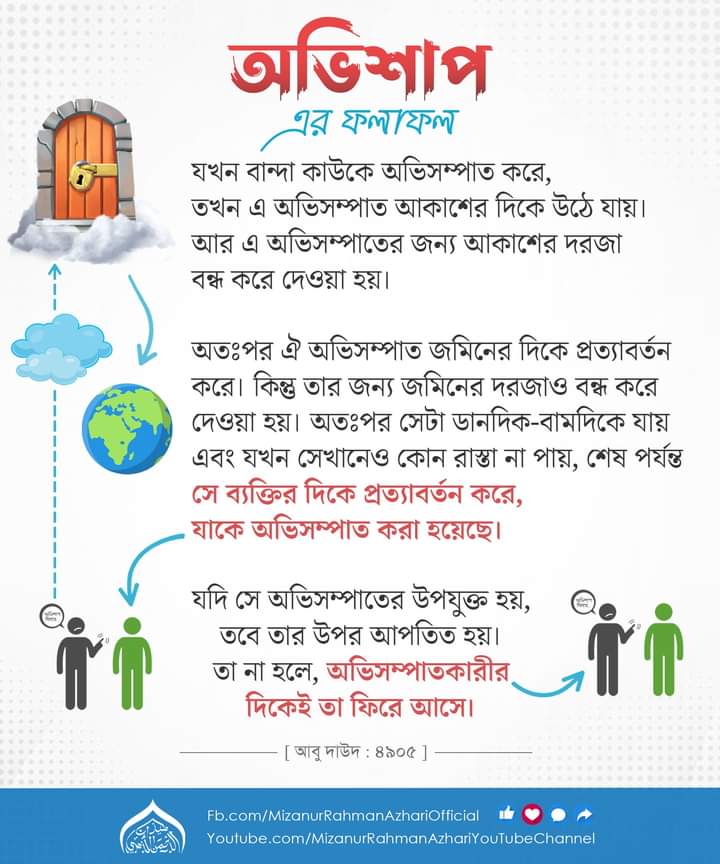 অভিশাপ
এর ফলাফল
যখন বান্দা কাউকে অভিসম্পাত করে,
তখন এ অভিসম্পাত আকাশের দিকে উঠে যায়।
আর এ অভিসম্পাতের জন্য আকাশের দরজা
বন্ধ করে দেওয়া হয়।
অতঃপর ঐ অভিসম্পাত জমিনের দিকে প্রত্যাবর্তন
করে। কিন্তু তার জন্য জমিনের দরজাও বন্ধ করে
দেওয়া হয়। অতঃপর সেটা ডানদিক-বামদিকে যায়
এবং যখন সেখানেও কোন রাস্তা না পায়, শেষ পর্যন্ত
সে ব্যক্তির দিকে প্রত্যাবর্তন করে,
যাকে অভিসম্পাত করা হয়েছে।
যদি সে অভিসম্পাতের উপযুক্ত হয়,
তবে তার উপর আপতিত হয়।
তা না হলে, অভিসম্পাতকারীর
দিকেই তা ফিরে আসে।
[ আবু দাউদ : ৪৯০৫ ]
Fb.com/MizanurRahmanAzhariOfficial
Youtube.com/MizanurRahmanAzhariYouTubeChannel